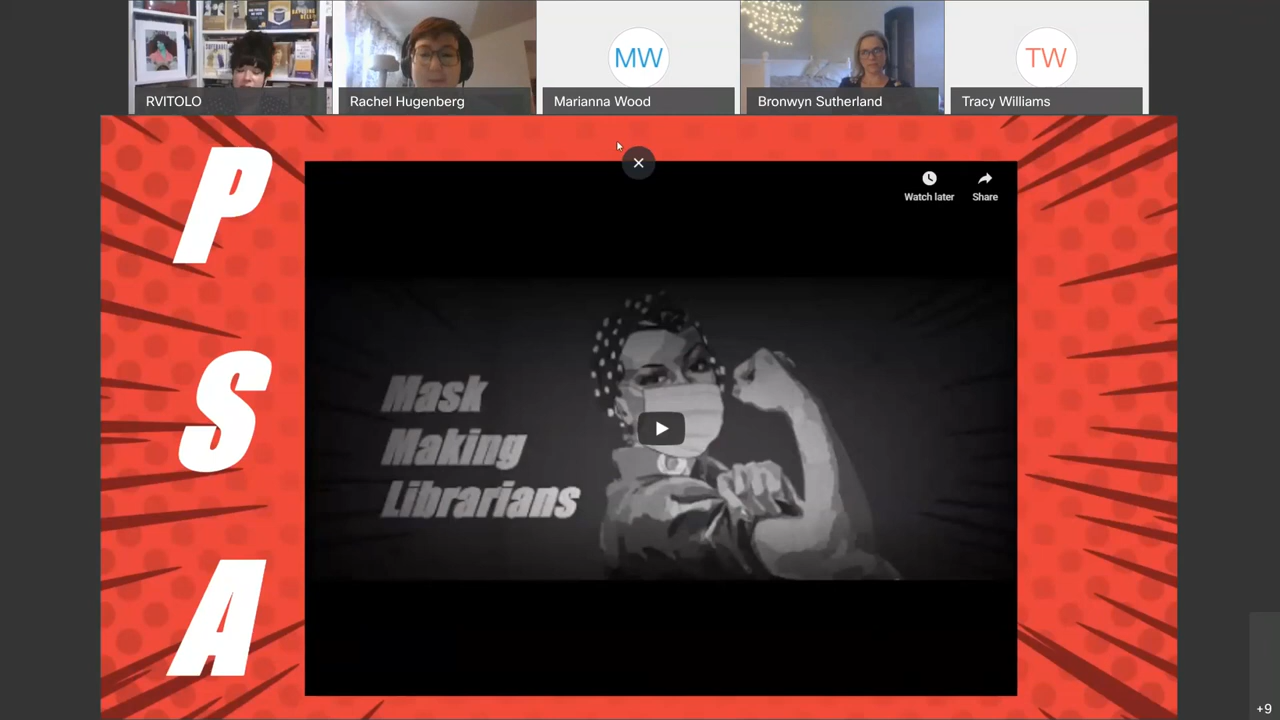 RVITOLO
Rachel Hugenberg
MW
Marianna Wood
Bronwyn Sutherland
TW
Tracy Williams
P
S
A
Watch later
Share
Mask
Making
Librarians
+9